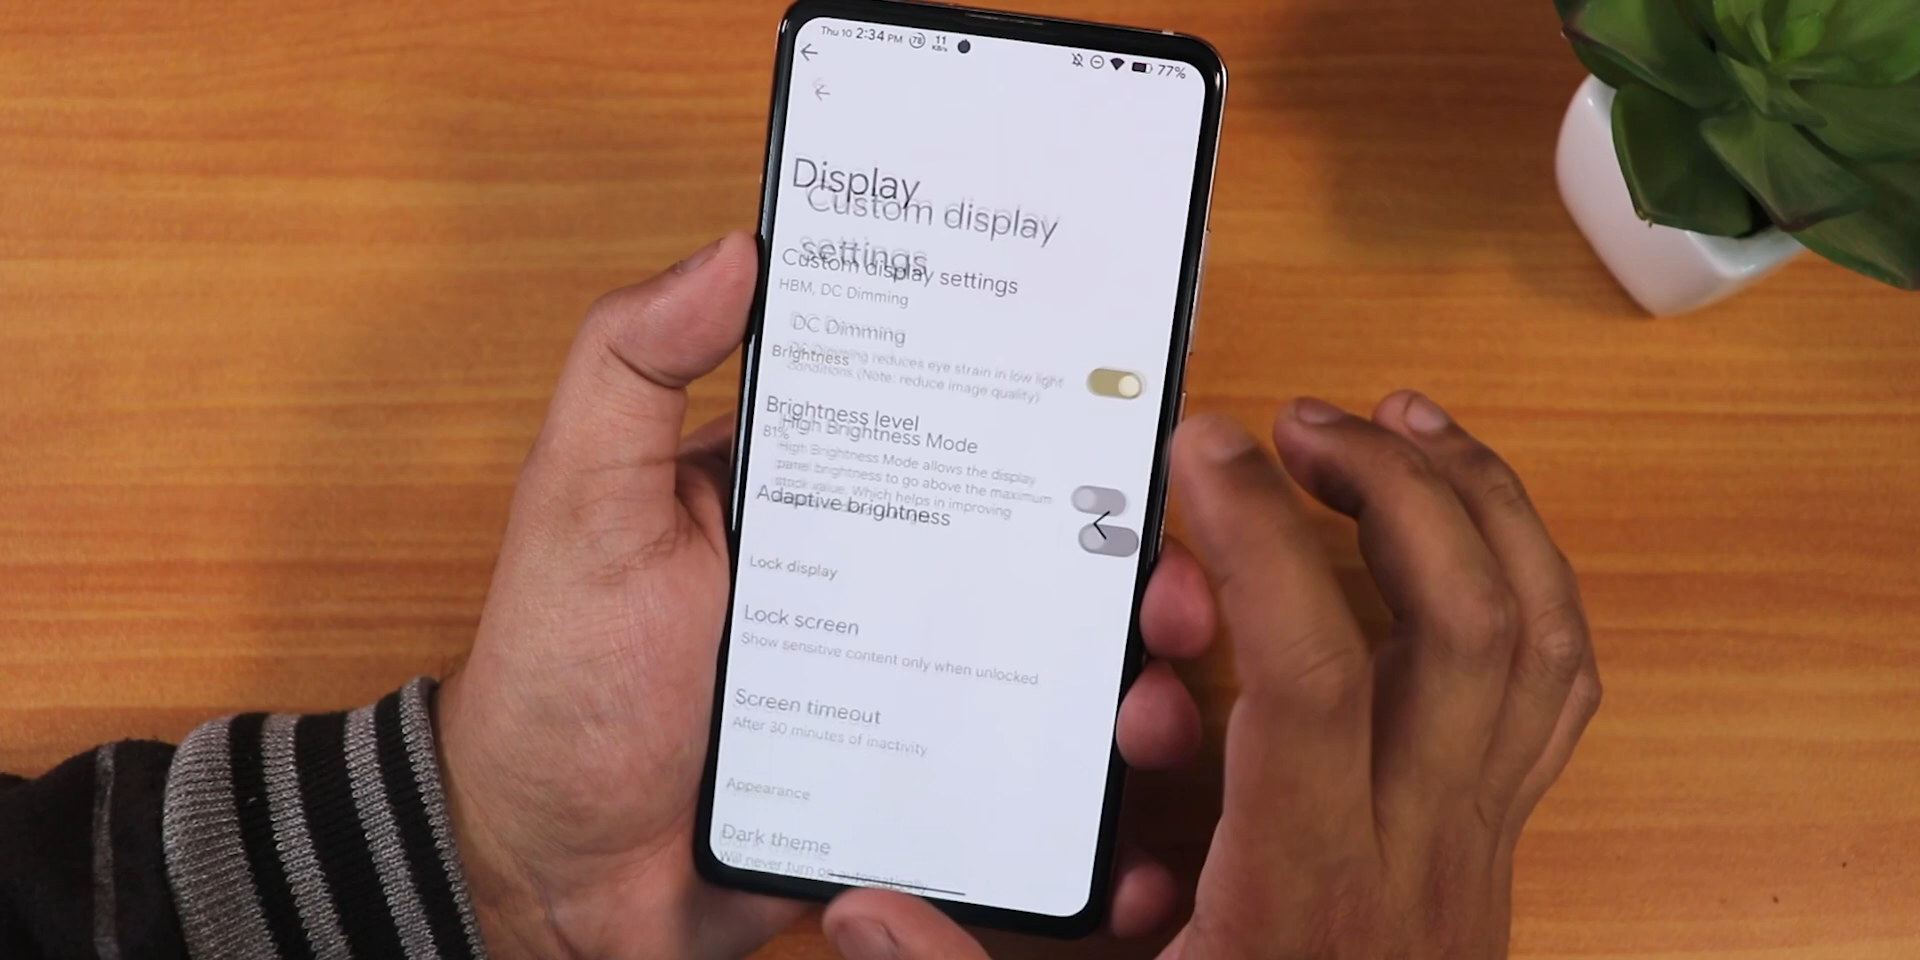 Thu 10 2:34 PM 78 11 KB/s 77%
Display
Custom display
settings
Custom display settings
HBM, DC Dimming
DC Dimming
Brightness
reduces eye strain in low light
Conditions (Note: reduce image quality)
Brightness level
81%
High Brightness Mode
High Brightness Mode allows the display
panel brightness to go above the maximum
stock value. Which helps in improving
Adaptive brightness
Lock display
Lock screen
Show sensitive content only when unlocked
Screen timeout
After 30 minutes of inactivity
Appearance
Dark theme
Will never turn on automatically